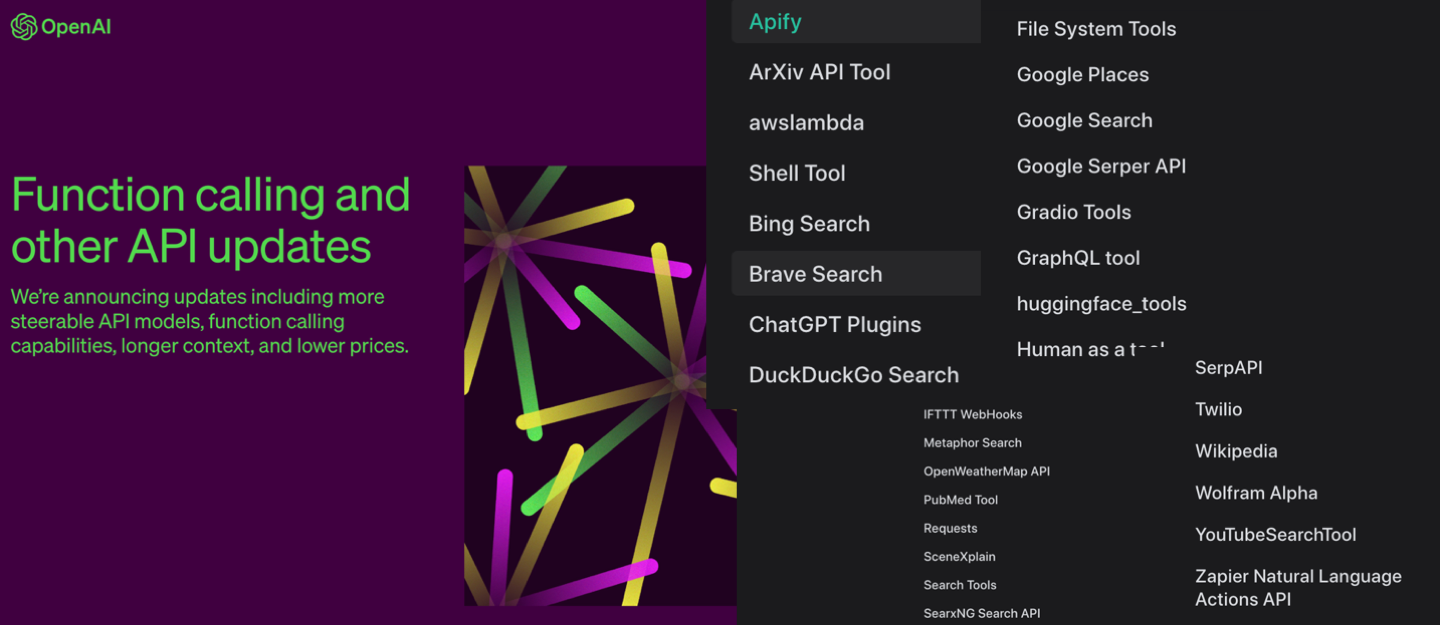 OpenAI
Function calling and
other API updates
We're announcing updates including more
steerable API models, function calling
capabilities, longer context, and lower prices.
Apify
ArXiv API Tool
awslambda
Shell Tool
Bing Search
Brave Search
ChatGPT Plugins
DuckDuckGo Search
File System Tools
Google Places
Google Search
Google Serper API
Gradio Tools
GraphQL tool
huggingface_tools
Human as a tool
IFTTT WebHooks
Metaphor Search
OpenWeatherMap API
PubMed Tool
Requests
SceneXplain
Search Tools
SearxNG Search API
SerpAPI
Twilio
Wikipedia
Wolfram Alpha
YouTubeSearchTool
Zapier Natural Language
Actions API